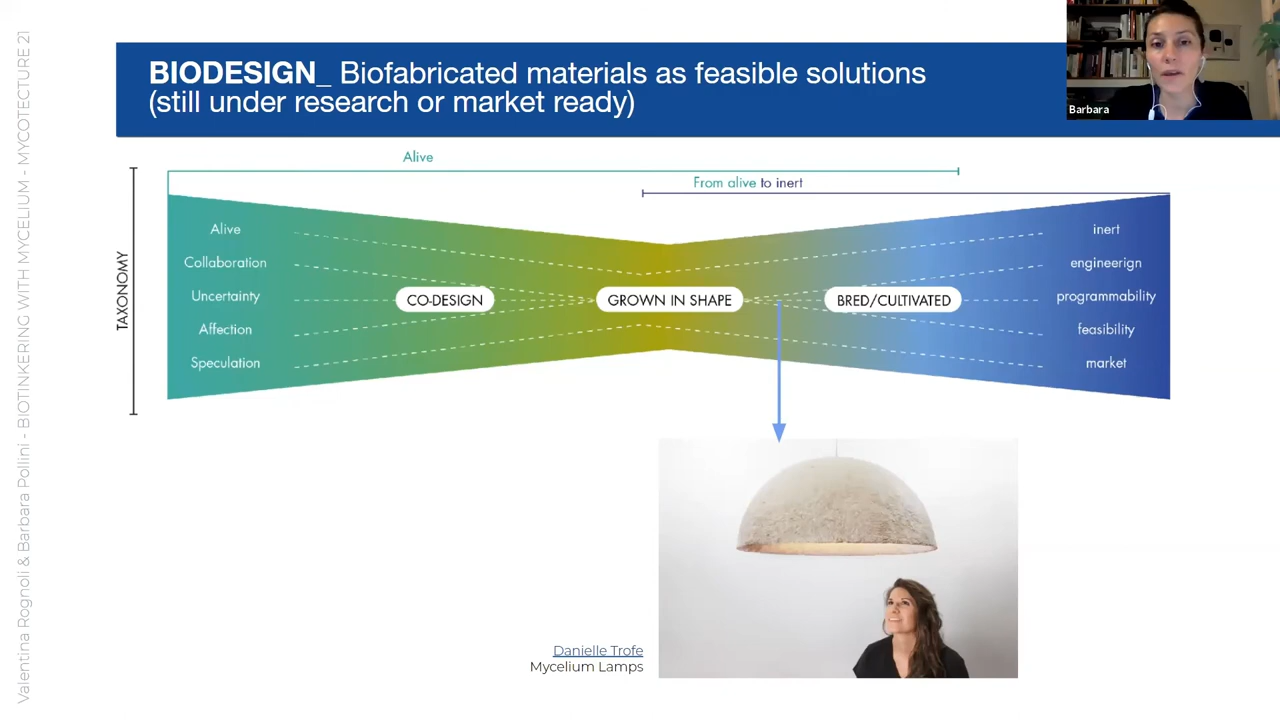 BIODESIGN_ Biofabricated materials as feasible solutions
(still under research or market ready)
Barbara
Valentina Rognoli & Barbara Pollini - BIOTINKERING WITH MYCELIUM - MYCOTECTURE 21
Alive
From alive to inert
TAXONOMY
Alive
Collaboration
Uncertainty
Affection
Speculation
CO-DESIGN
GROWN IN SHAPE
BRED/CULTIVATED
inert
engineerign
programmability
feasibility
market
Danielle Trofe
Mycelium Lamps